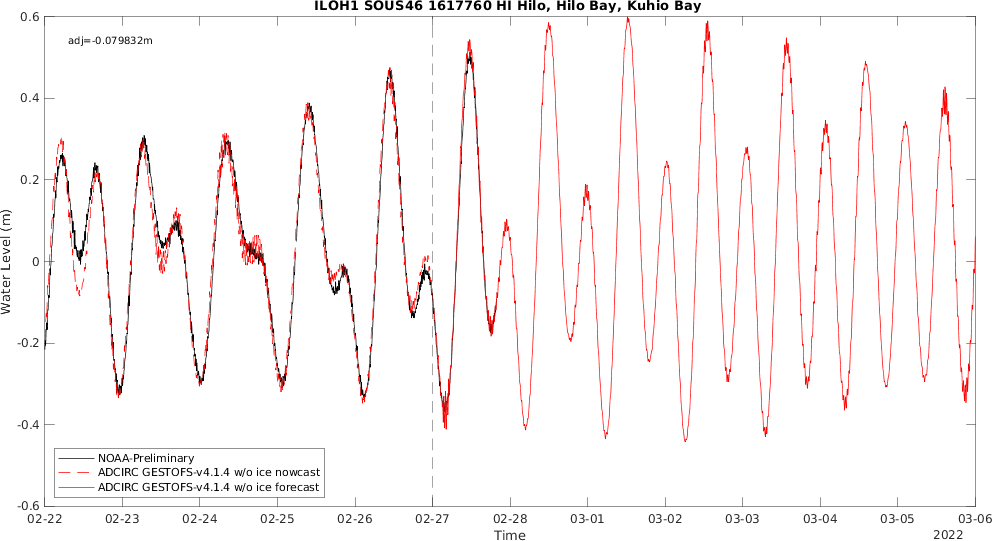 ILOH1 SOUS46 1617760 HI Hilo, Hilo Bay, Kuhio Bay
adj=-0.079832m
0.6
0.4
0.2
0
-0.2
-0.4
-0.6
Water Level (m)
NOAA-Preliminary
ADCIRC GESTOFS-v4.1.4 w/o ice nowcast
ADCIRC GESTOFS-v4.1.4 w/o ice forecast
02-22 02-23 02-24 02-25 02-26 02-27 02-28 03-01 03-02 03-03 03-04 03-05 03-06
Time
2022